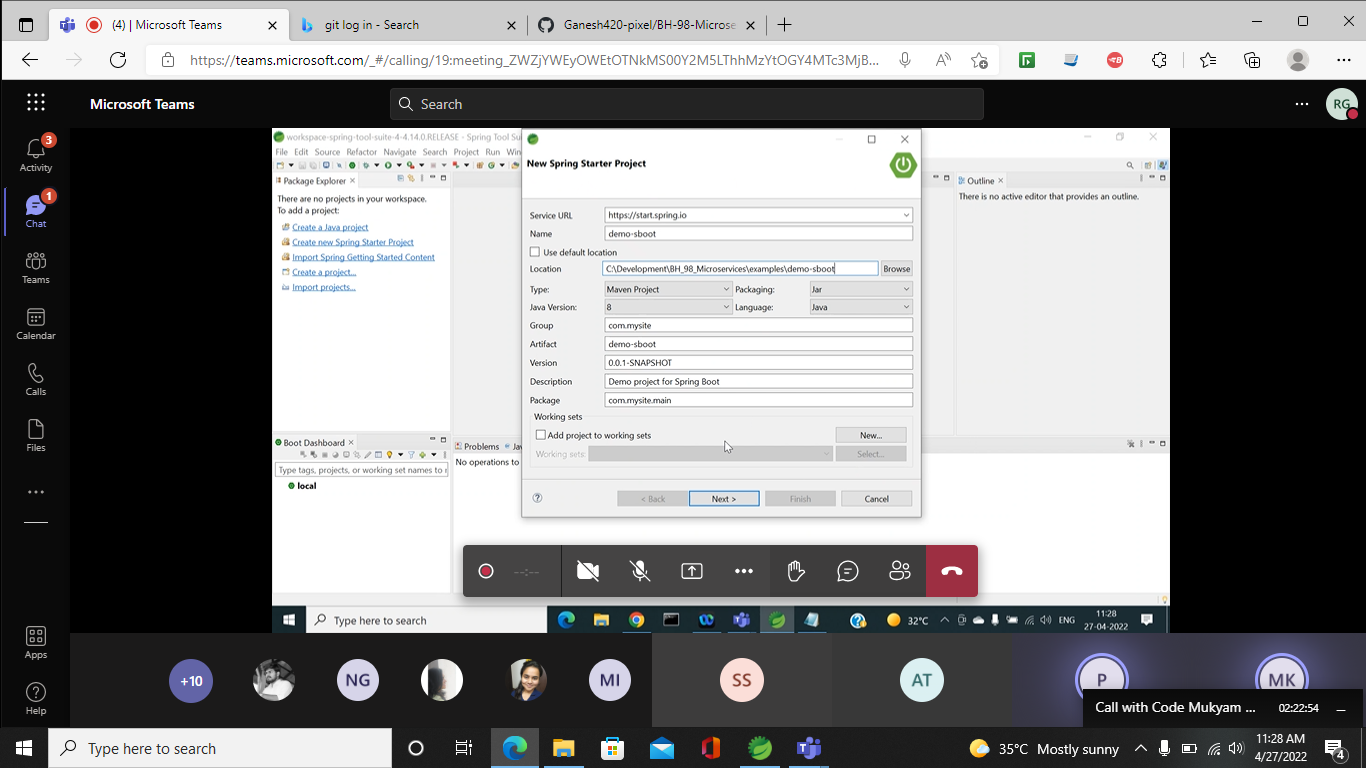 (4) | Microsoft Teams
git log in - Search
Ganesh420-pixel/BH-98-Microse
https://teams.microsoft.com/_#/calling/19:meeting_ZWZjYWEyOWEtOTNkMS00Y2M5LThhMzYtOGY4MTc3MjB...
Microsoft Teams
Search
RG
3
Activity
1
Chat
Teams
Calendar
Calls
Files
Apps
Help
workspace-spring-tool-suite-4-4.14.0.RELEASE - Spring Tool Su
File Edit Source Refactor Navigate Search Project Run Win
Package Explorer
There are no projects in your workspace.
To add a project:
Create a Java project
Create new Spring Starter Project
Import Spring Getting Started Content
Create a project...
Import projects...
Boot Dashboard
Type tags, projects, or working set names to
local
Problems
No operations to
Outline
There is no active editor that provides an outline.
New Spring Starter Project
Service URL https://start.spring.io
Name demo-sboot
Use default location
Location C:\Development\BH_98_Microservices\examples\demo-sboot Browse
Type: Maven Project Packaging: Jar
Java Version: 8 Language: Java
Group com.mysite
Artifact demo-sboot
Version 0.0.1-SNAPSHOT
Description Demo project for Spring Boot
Package com.mysite.main
Working sets
Add project to working sets New...
Working sets: Select...
< Back Next > Finish Cancel
--:--
Type here to search
32°C ENG 11:28
27-04-2022
+10 NG MI SS AT P MK
Call with Code Mukyam ... 02:22:54
Type here to search
35°C Mostly sunny
11:28 AM
4/27/2022
4